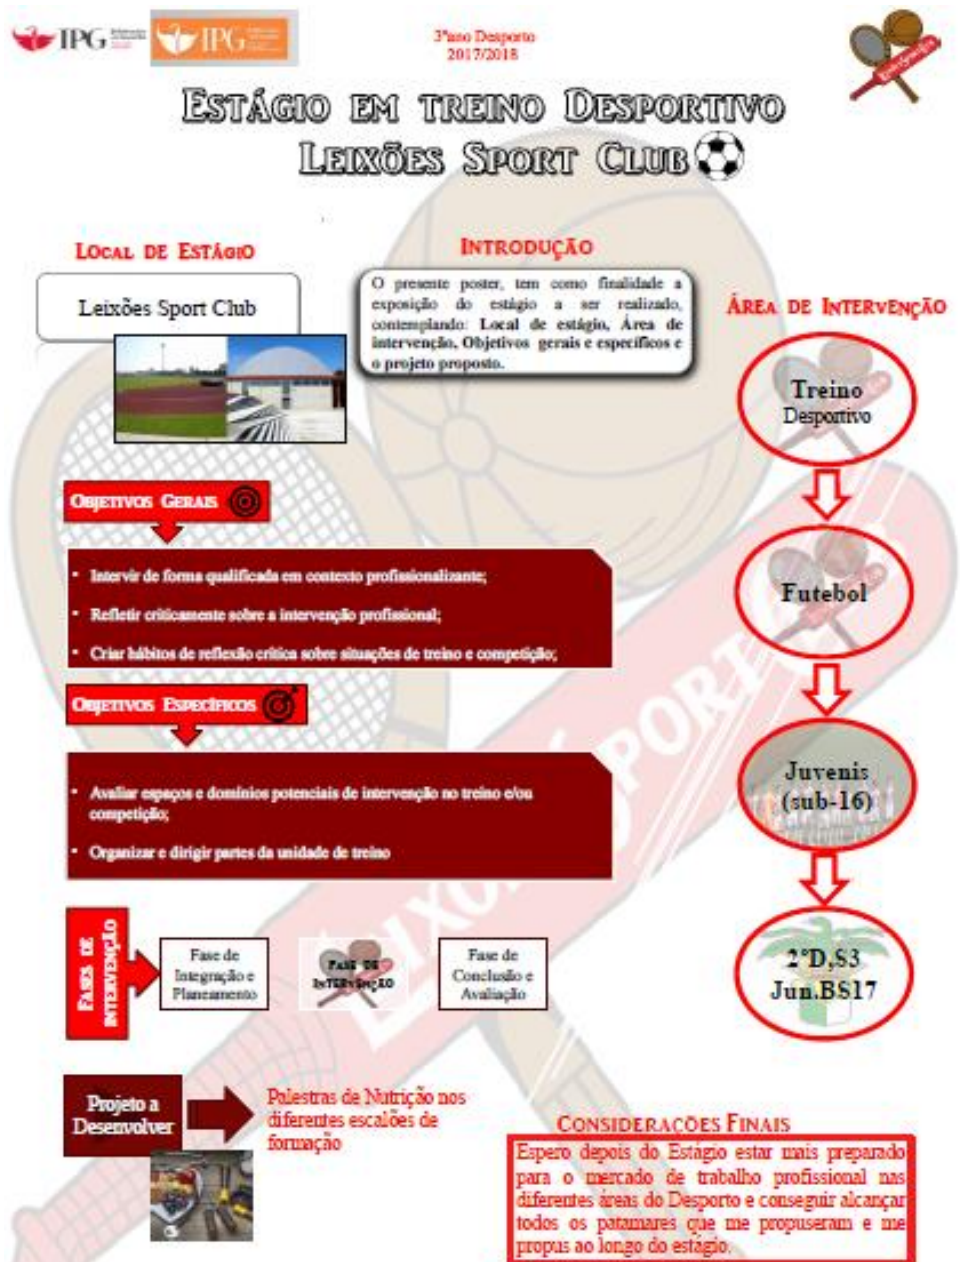 IPG
IPG
3ºano Desporto
2017/2018
ESTÁGIO EM TREINO DESPORTIVO
LEIXÕES SPORT CLUB
LOCAL DE ESTÁGIO
Leixões Sport Club
INTRODUÇÃO
O presente poster, tem como finalidade a
exposição do estágio a ser realizado,
contemplando: Local de estágio, Área de
intervenção, Objetivos gerais e específicos e
o projeto proposto.
ÁREA DE INTERVENÇÃO
Treino
Desportivo
Futebol
Juvenis
(sub-16)
2ºD,S3
Jun.BS17
OBJETIVOS GERAIS
• Intervir de forma qualificada em contexto profissionalizante;
• Refletir criticamente sobre a intervenção profissional;
• Criar hábitos de reflexão crítica sobre situações de treino e competição;
OBJETIVOS ESPECÍFICOS
• Avaliar espaços e domínios potenciais de intervenção no treino e/ou
competição;
• Organizar e dirigir partes da unidade de treino
FASES DE
INTERVENÇÃO
Fase de
Integração e
Planeamento
FASE DE
INTERVENÇÃO
Fase de
Conclusão e
Avaliação
Projeto a
Desenvolver
Palestras de Nutrição nos
diferentes escalões de
formação
CONSIDERAÇÕES FINAIS
Espero depois do Estágio estar mais preparado
para o mercado de trabalho profissional nas
diferentes áreas do Desporto e conseguir alcançar
todos os patamares que me propuseram e me
propus ao longo do estágio.